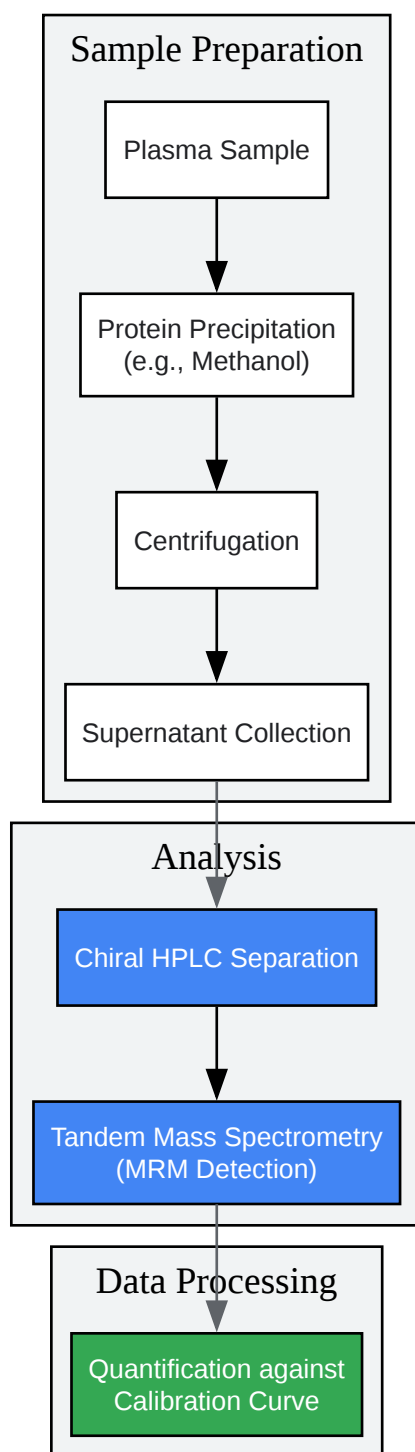 Sample Preparation
Plasma Sample
Protein Precipitation
(e.g., Methanol)
Centrifugation
Supernatant Collection
Analysis
Chiral HPLC Separation
Tandem Mass Spectrometry
(MRM Detection)
Data Processing
Quantification against
Calibration Curve